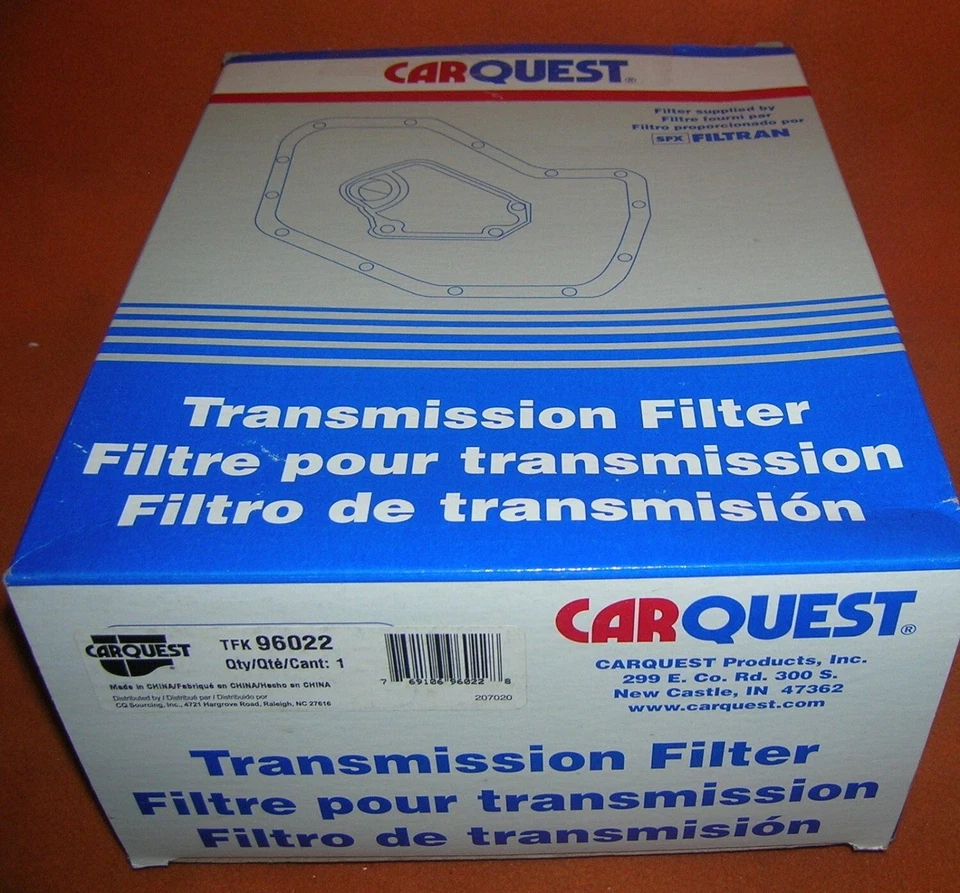 CARQUEST®
Filter supplied by
Filtre fourni par
Filtro proporcionado por
SPX FILTRAN
Transmission Filter
Filtre pour transmission
Filtro de transmisión
CARQUEST®
CARQUEST Products, Inc.
299 E. Co. Rd. 300 S.
New Castle, IN 47362
www.carquest.com
CARQUEST
TFK 96022
Qty/Qté/Cant: 1
Made in CHINA/Fabriqué en CHINA/Hecho en CHINA
Distributed by / Distribué par / Distribuido por
CQ Sourcing, Inc., 4721 Hargrove Road, Raleigh, NC 27616
7 69106 96022 8
207020
Transmission Filter
Filtre pour transmission
Filtro de transmisión